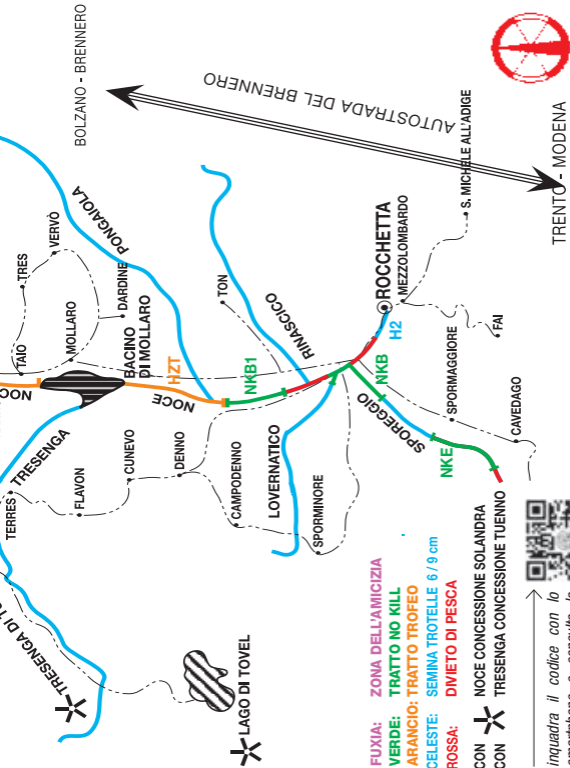 BOLZANO - BRENNERO
AUTOSTRADA DEL BRENNERO
TRENTO - MODENA
S. MICHELE ALL'ADIGE
PONGAIOLA
VERVÒ
TRES
TAIO
MOLLARO
DARDINE
BACINO
DI MOLLARO
TON
RINASCICO
ROCCHETTA
MEZZOLOMBARDO
H2
FAI
HZT
NOCE
NKB1
NKB
SPORMAGGIORE
SPOREGGIO
CAVEDAGO
NKE
TRESENGA
TERRES
FLAVON
CUNEVO
DENNO
CAMPODENNO
LOVERNATICO
SPORMINORE
TRESENGA DI TO
LAGO DI TOVEL
FUXIA: ZONA DELL'AMICIZIA
VERDE: TRATTO NO KILL
ARANCIO: TRATTO TROFEO
CELESTE: SEMINA TROTELLE 6 / 9 cm
ROSSA: DIVIETO DI PESCA
CON NOCE CONCESSIONE SOLANDRA
CON TRESENGA CONCESSIONE TUENNO
inquadra il codice con lo